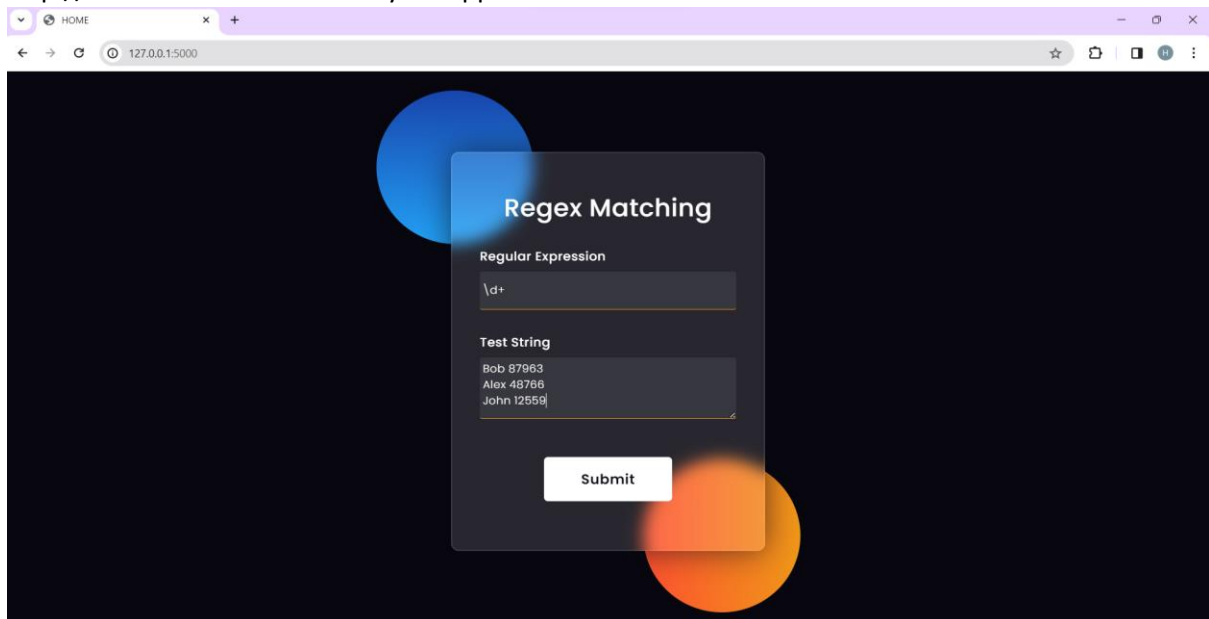 HOME
127.0.0.1:5000
H
Regex Matching
Regular Expression
\d+
Test String
Bob 87963
Alex 48766
John 12559
Submit